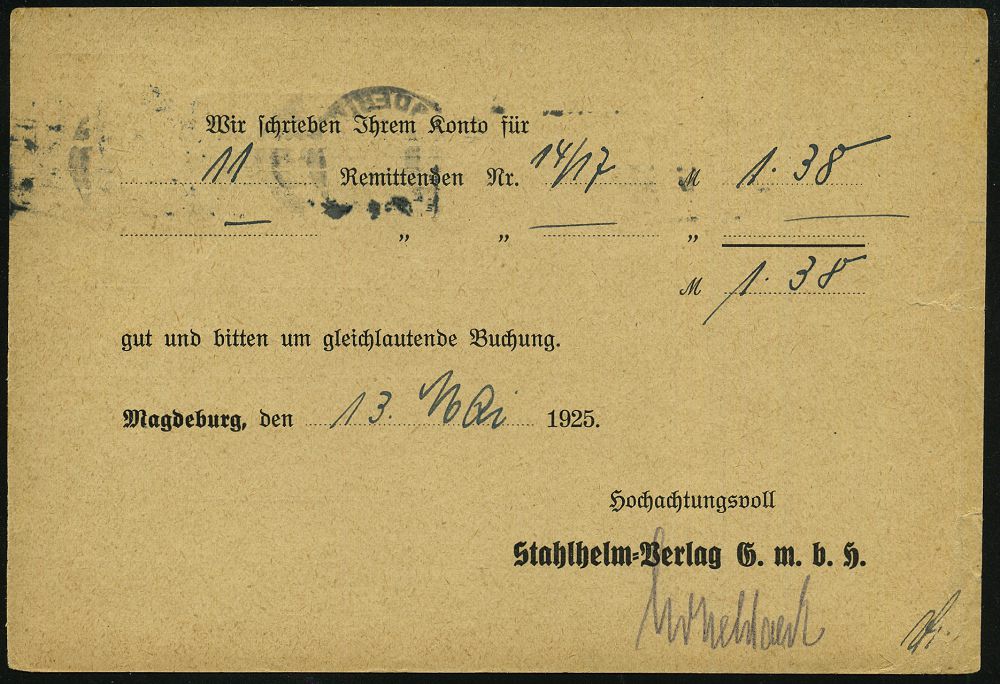 Wir schrieben Ihrem Konto für
11 Remittenden Nr. 14/17 M 1.38
— „ „ — „ —
M 1.38
gut und bitten um gleichlautende Buchung.
Magdeburg, den 13. Mai 1925.
Hochachtungsvoll
Stahlhelm-Verlag G. m. b. H.